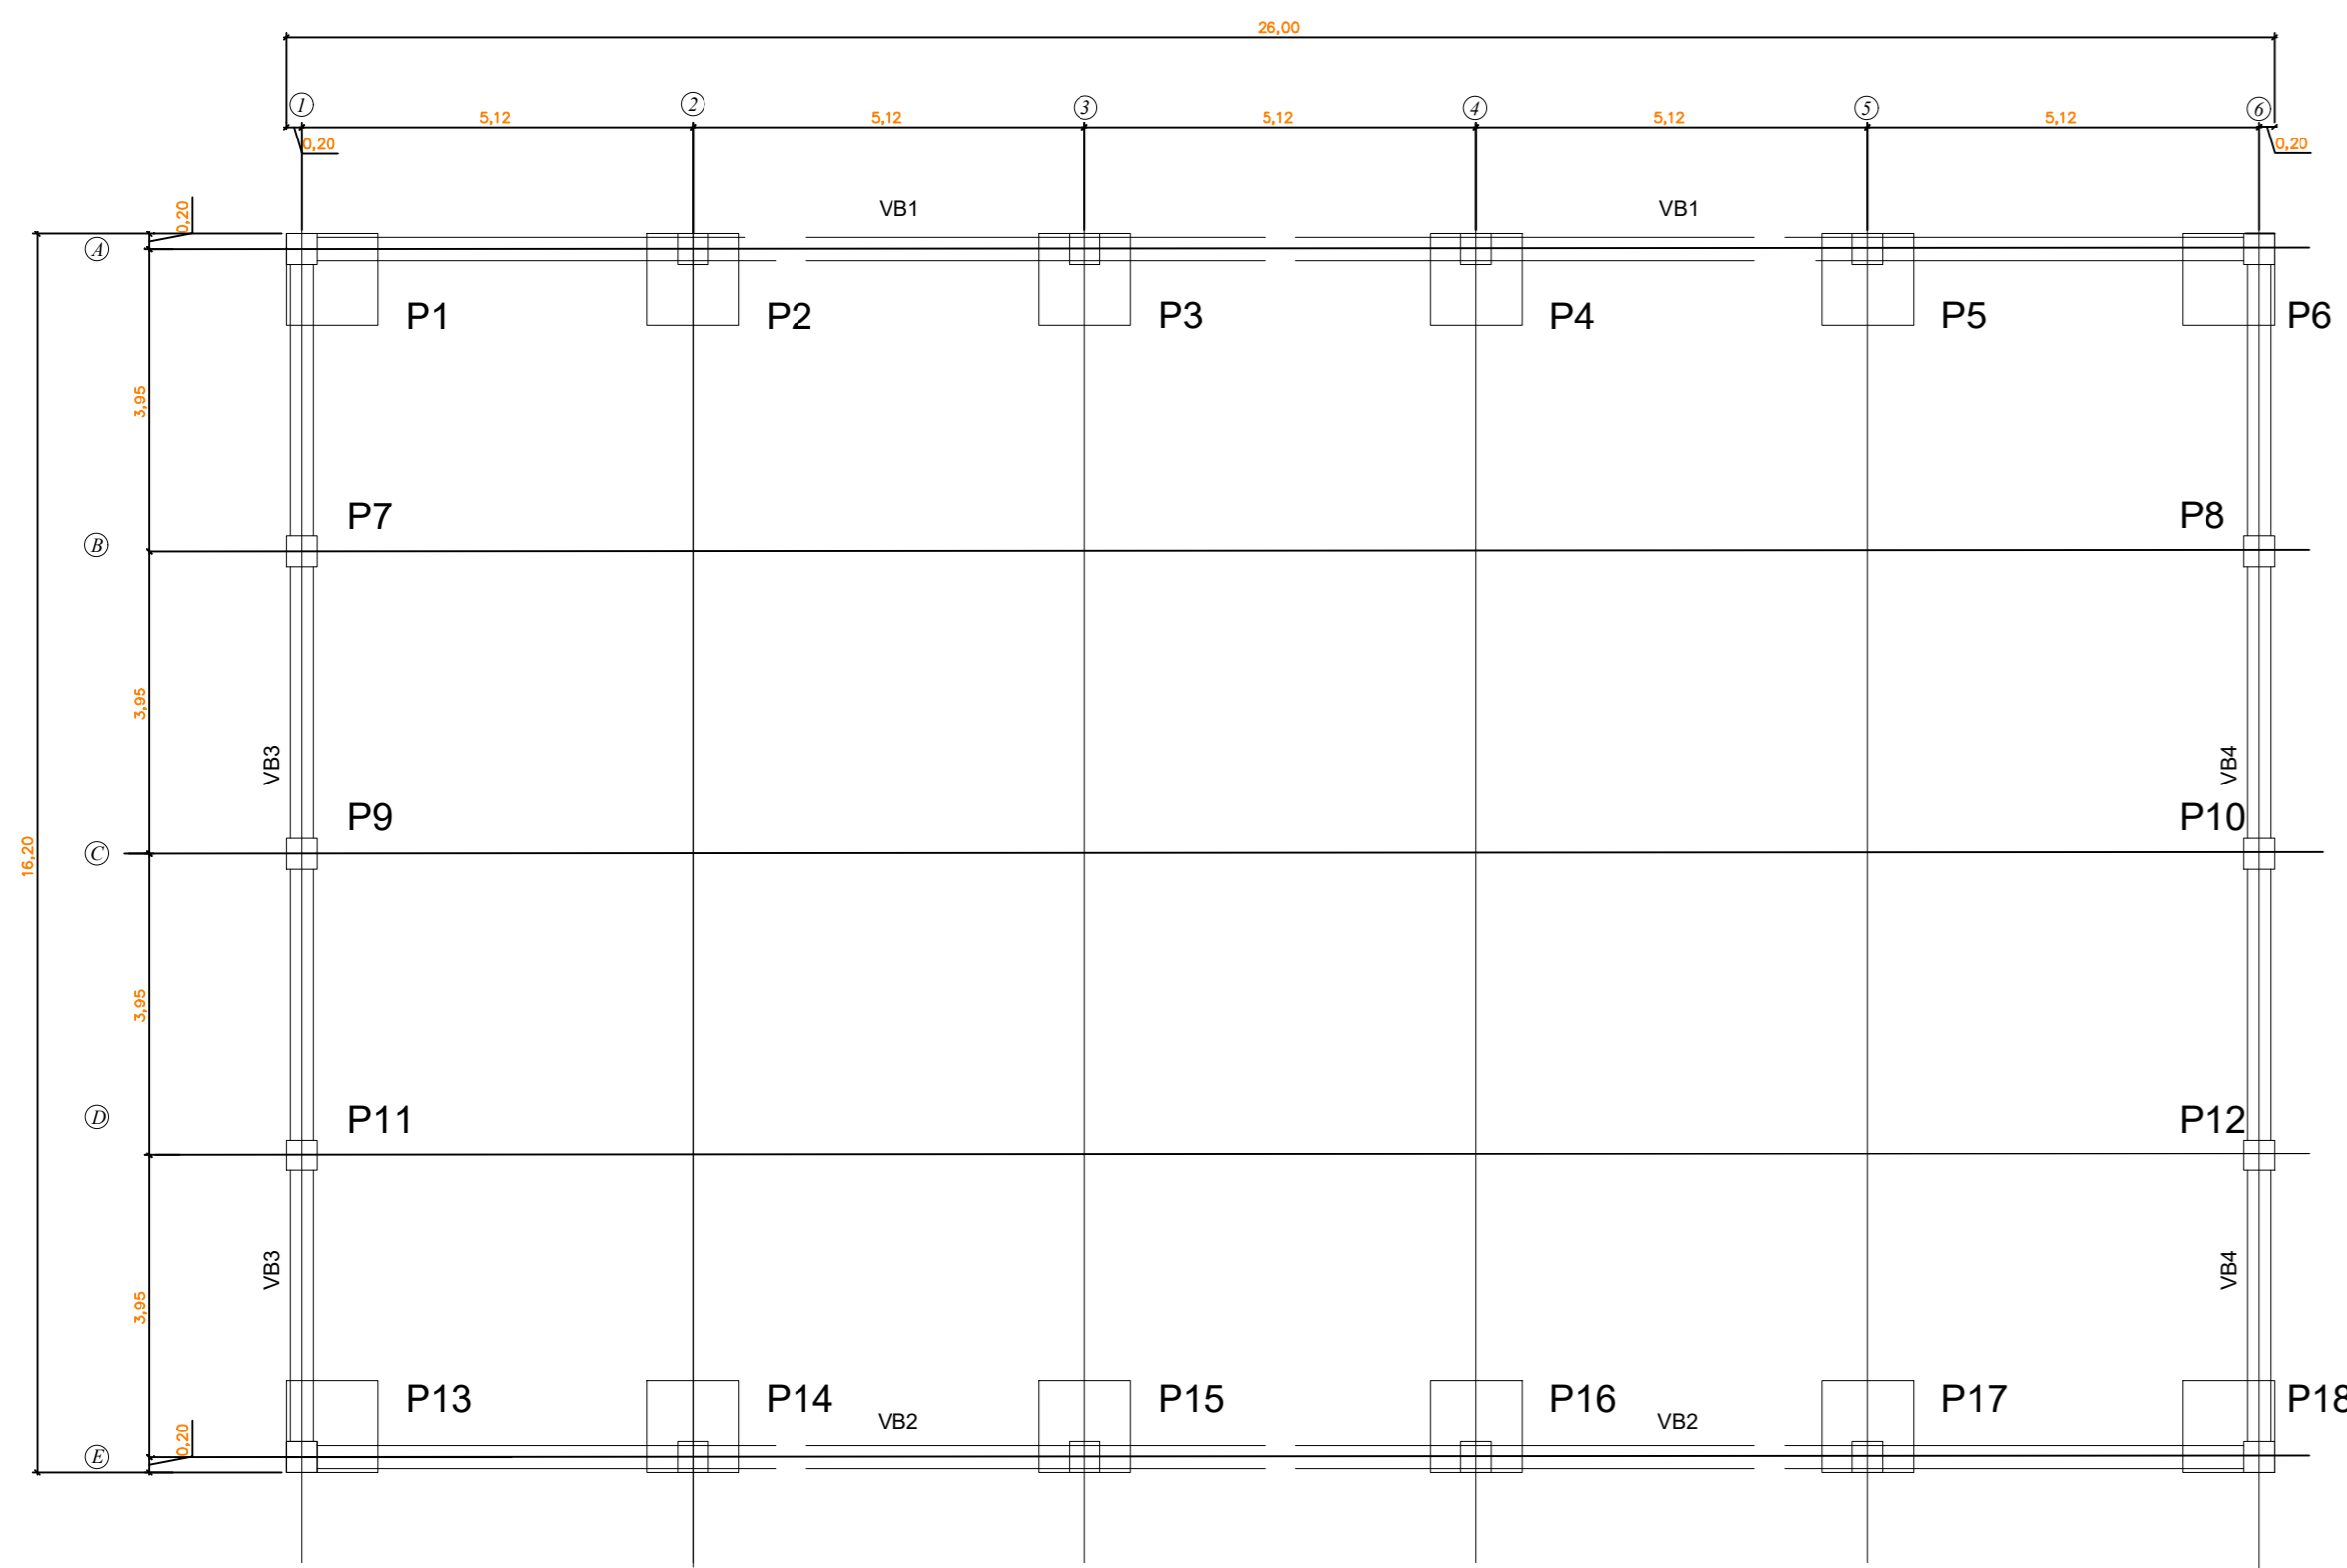 26,00
1 2 3 4 5 6
5,12 5,12 5,12 5,12 5,12
0,20 0,20
0,20
VB1 VB1
A
P1 P2 P3 P4 P5 P6
3,95
P7 P8
B
3,95
VB3 VB4
P9 P10
16,20
C
3,95
P11 P12
D
VB3 VB4
3,95
P13 P14 P15 P16 P17 P18
VB2 VB2
0,20
E